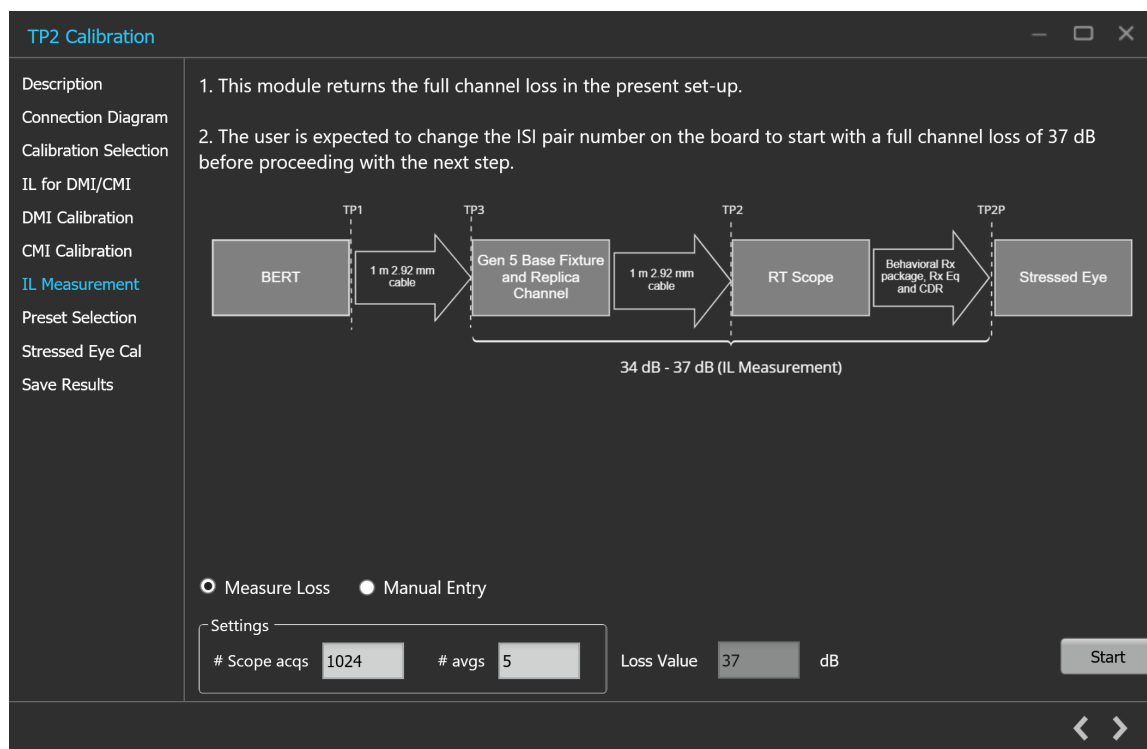 TP2 Calibration
Description
Connection Diagram
Calibration Selection
IL for DMI/CMI
DMI Calibration
CMI Calibration
IL Measurement
Preset Selection
Stressed Eye Cal
Save Results
1. This module returns the full channel loss in the present set-up.
2. The user is expected to change the ISI pair number on the board to start with a full channel loss of 37 dB
before proceeding with the next step.
TP1
TP3
TP2
TP2P
BERT
1 m 2.92 mm
cable
Gen 5 Base Fixture
and Replica
Channel
1 m 2.92 mm
cable
RT Scope
Behavioral Rx
package, Rx Eq
and CDR
Stressed Eye
34 dB - 37 dB (IL Measurement)
Measure Loss
Manual Entry
Settings
# Scope acqs 1024 # avgs 5
Loss Value 37 dB
Start